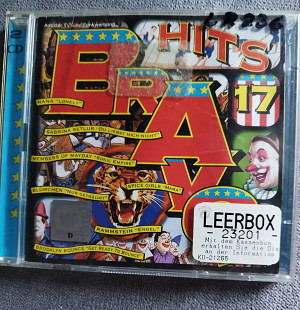 2
CD
HITS
BRAVO
17
NANA "LONELY"
SABRINA SETLUR "DU LIEBST MICH NICHT"
MEMBERS OF MAYDAY "SONIC EMPIRE"
BLÜMCHEN "NUR GETRÄUMT"
SPICE GIRLS "MAMA"
RAMMSTEIN "ENGEL"
BROOKLYN BOUNCE "GET READY TO BOUNCE"
LEERBOX
- 23201 -
Mit dem Kassenbon
erhalten Sie die
an der Information
KD-21265